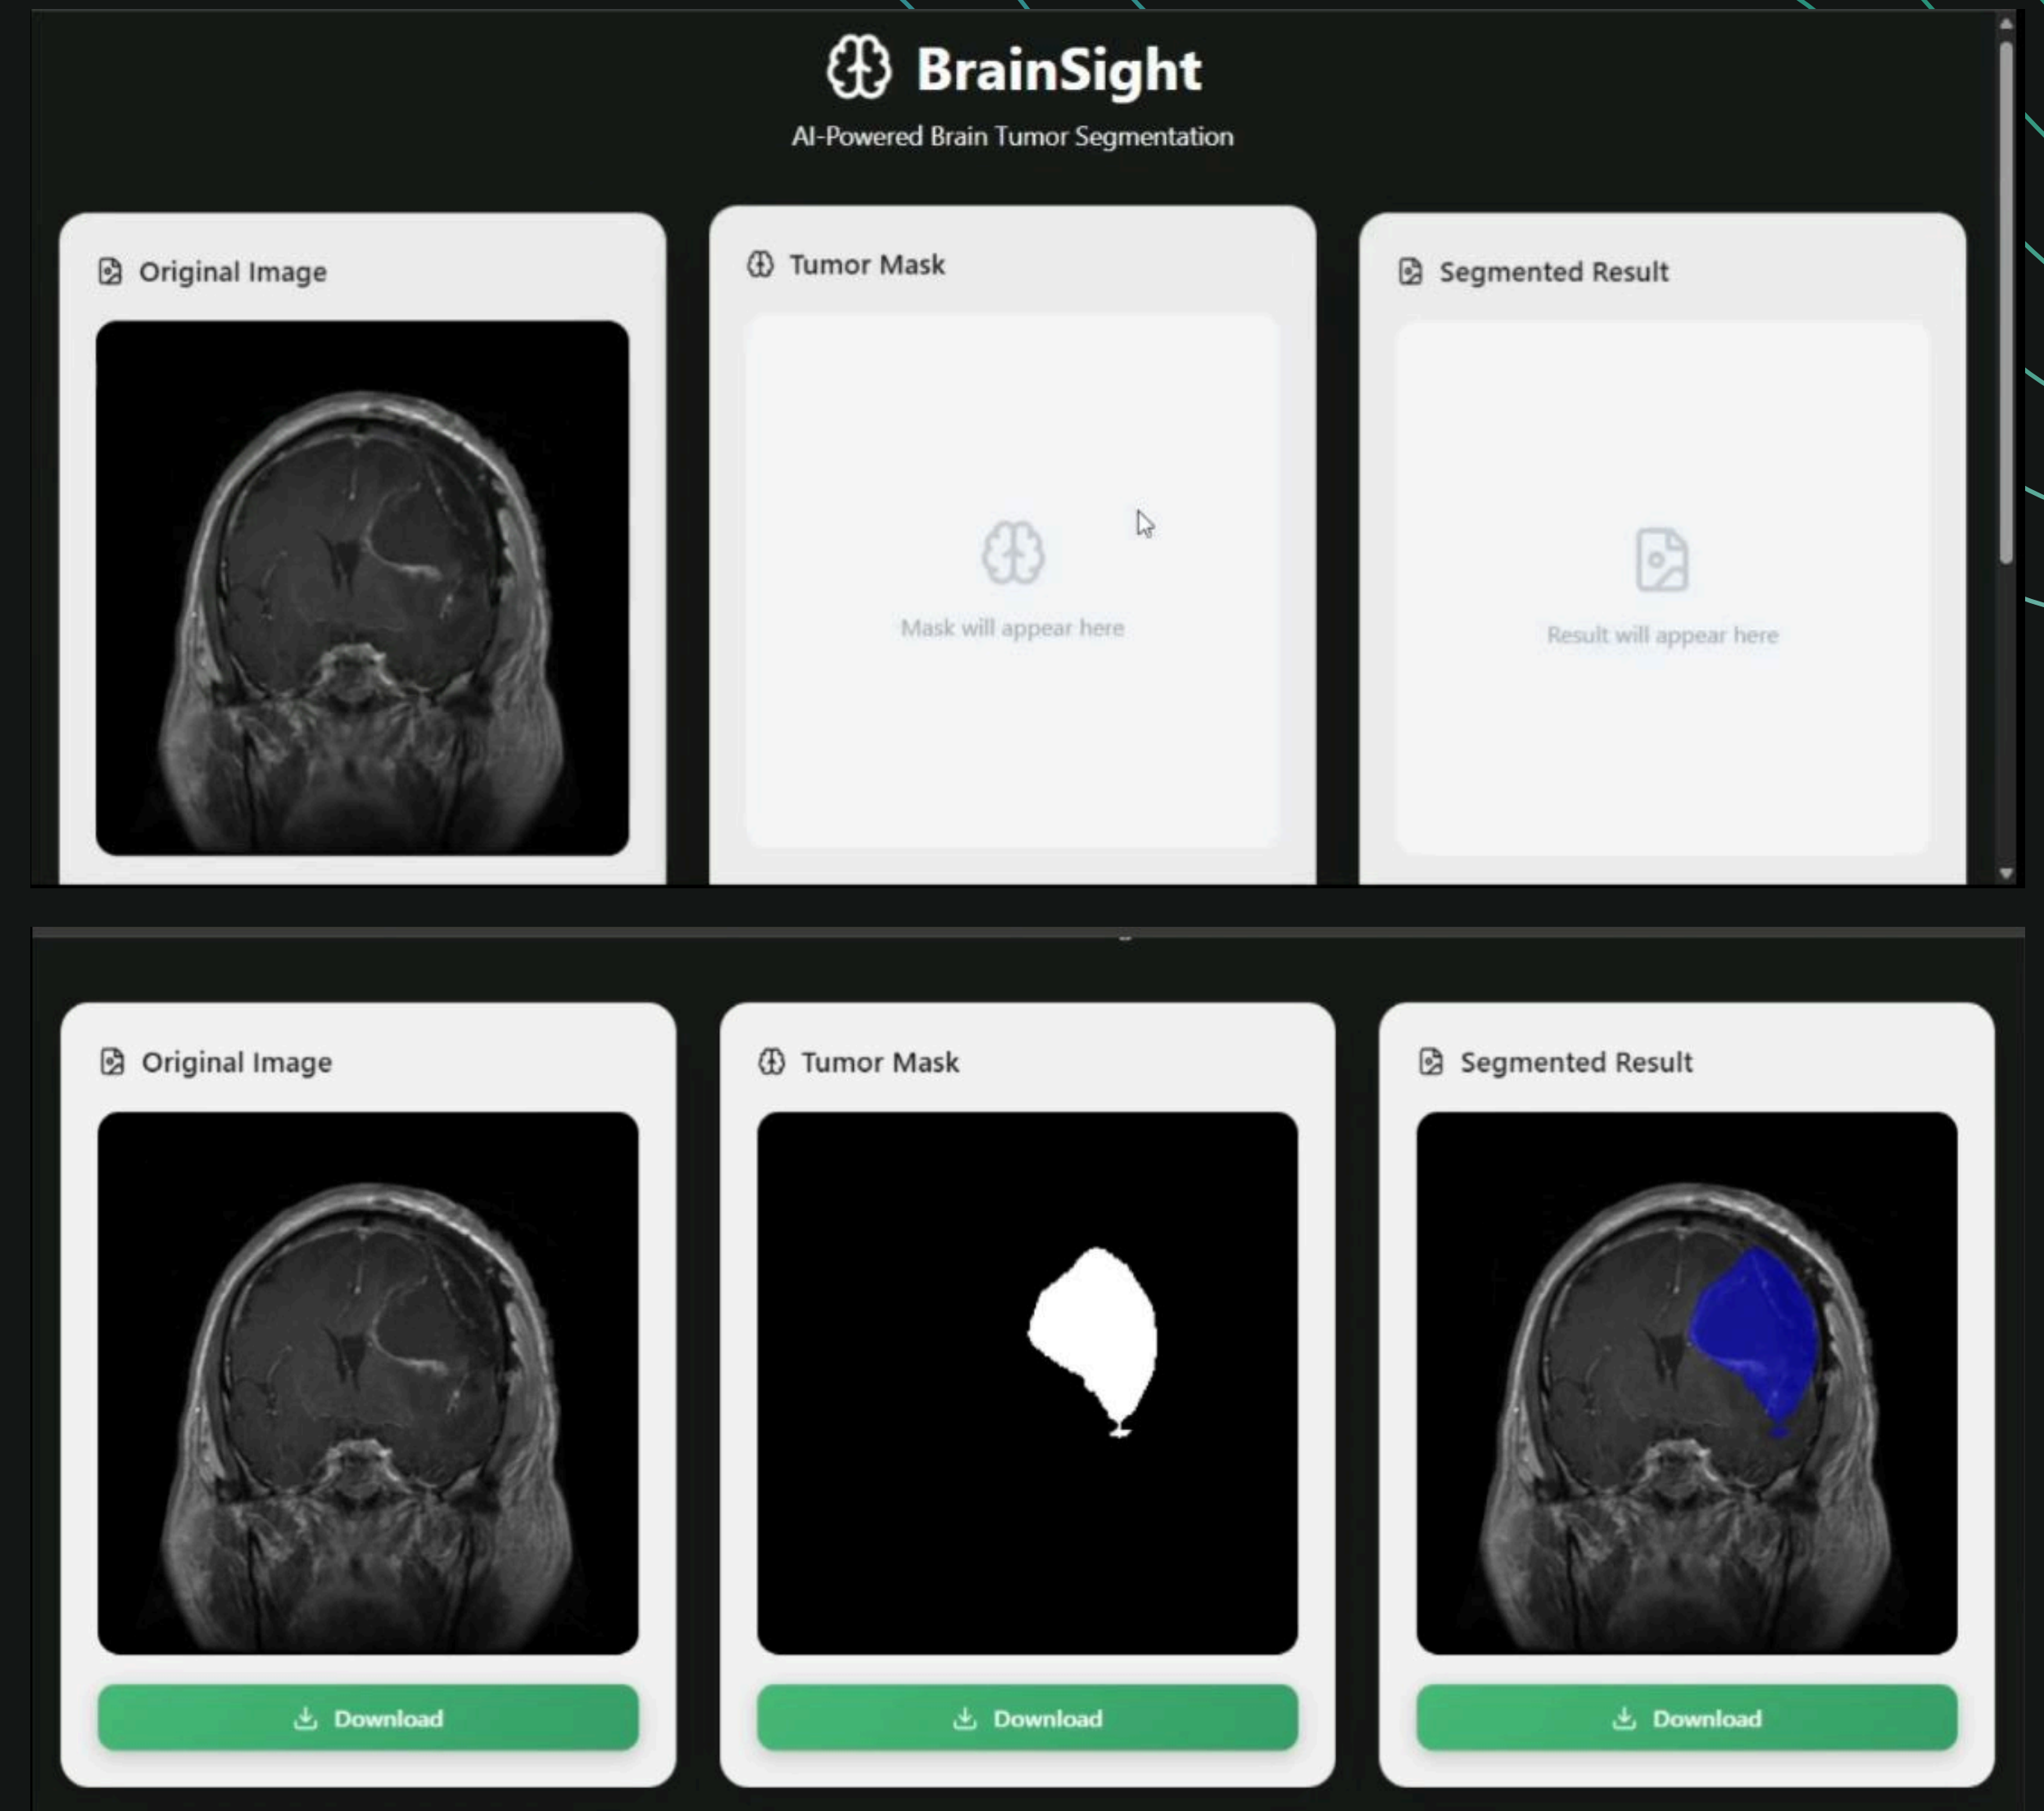 BrainSight
AI-Powered Brain Tumor Segmentation
Original Image
Tumor Mask
Segmented Result
Mask will appear here
Result will appear here
Original Image
Tumor Mask
Segmented Result
Download
Download
Download